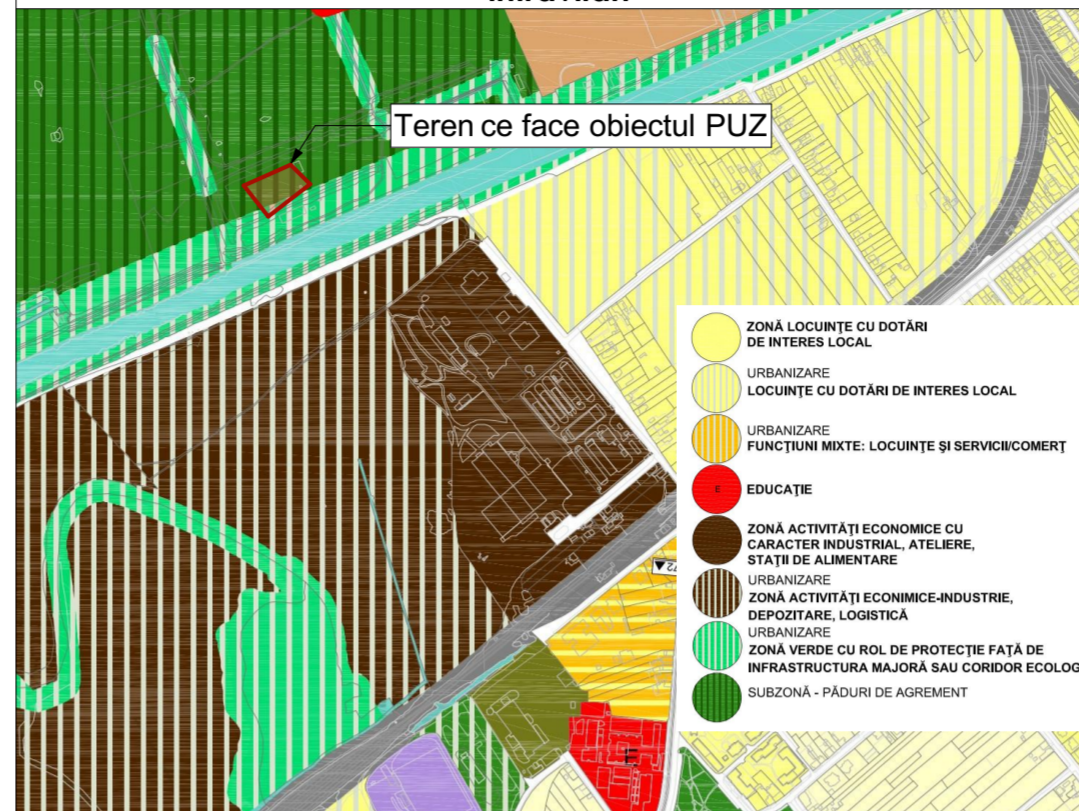 Teren ce face obiectul PUZ
ZONĂ LOCUINȚE CU DOTĂRI
DE INTERES LOCAL
URBANIZARE
LOCUINȚE CU DOTĂRI DE INTERES LOCAL
URBANIZARE
FUNCȚIUNI MIXTE: LOCUINȚE ȘI SERVICII/COMERȚ
E
EDUCAȚIE
ZONĂ ACTIVITĂȚI ECONOMICE CU
CARACTER INDUSTRIAL, ATELIERE,
STAȚII DE ALIMENTARE
URBANIZARE
ZONĂ ACTIVITĂȚI ECONIMICE-INDUSTRIE,
DEPOZITARE, LOGISTICĂ
URBANIZARE
ZONĂ VERDE CU ROL DE PROTECȚIE FAȚĂ DE
INFRASTRUCTURA MAJORĂ SAU CORIDOR ECOLOG
SUBZONĂ - PĂDURI DE AGREMENT
E